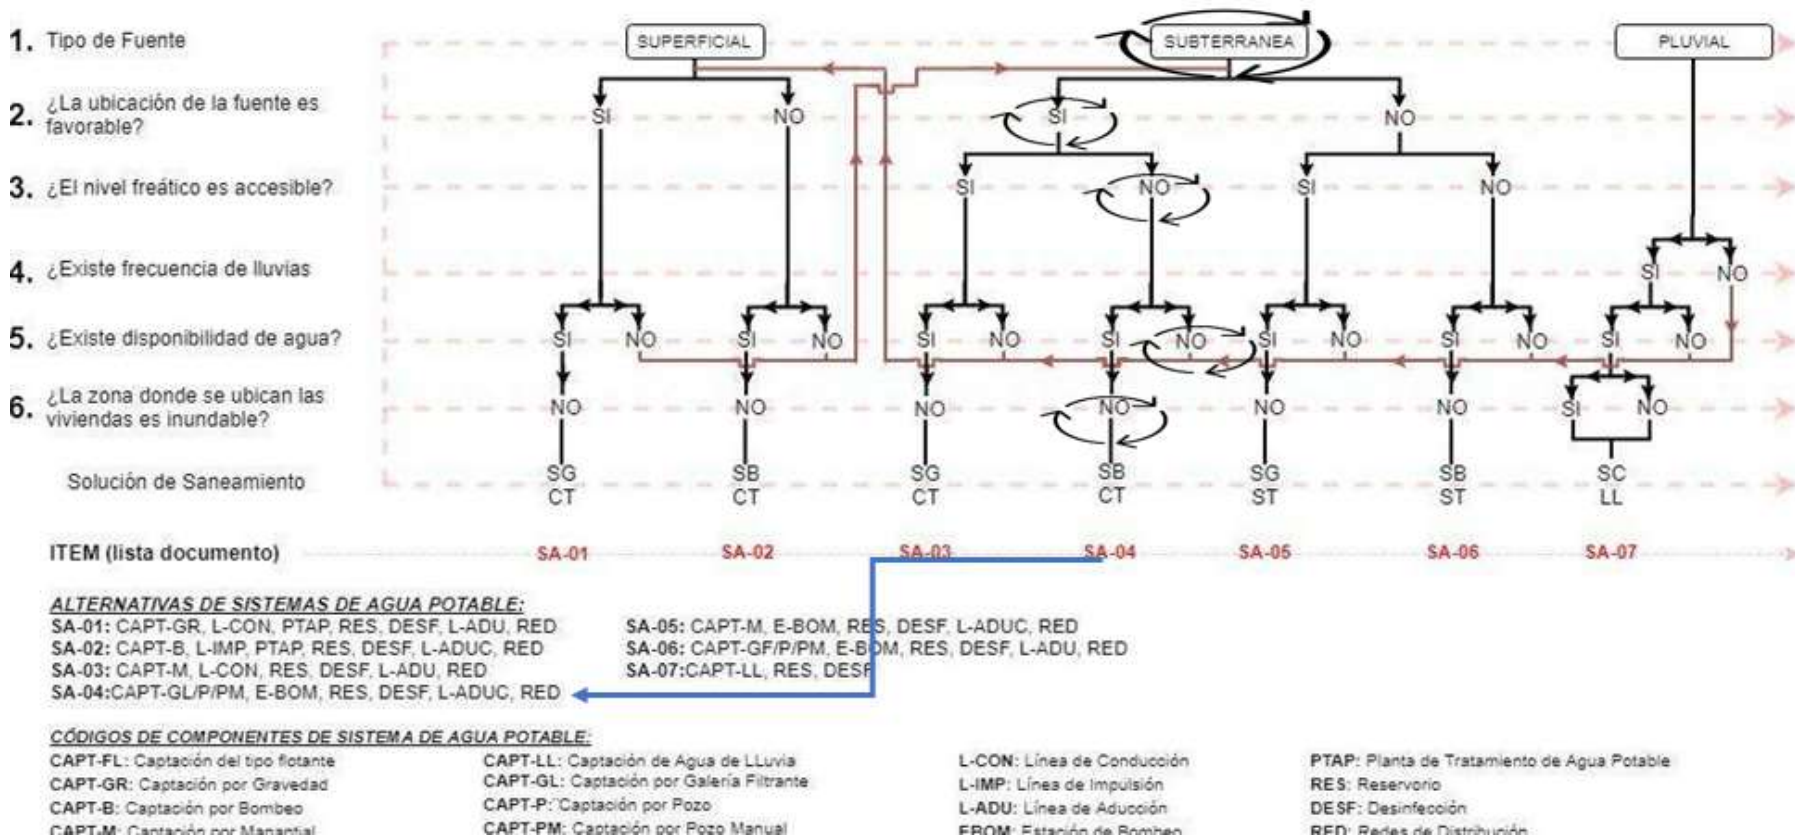 1. Tipo de Fuente SUPERFICIAL SUBTERRANEA PLUVIAL
2. ¿La ubicación de la fuente es favorable? SI NO SI NO
3. ¿El nivel freático es accesible? SI NO SI NO
4. ¿Existe frecuencia de lluvias SI NO
5. ¿Existe disponibilidad de agua? SI NO SI NO SI NO SI NO SI NO SI NO SI NO
6. ¿La zona donde se ubican las viviendas es inundable? NO NO NO NO NO NO SI NO
Solución de Saneamiento SG SB SG SB SG SB SC
CT CT CT CT ST ST LL
ITEM (lista documento) SA-01 SA-02 SA-03 SA-04 SA-05 SA-06 SA-07
ALTERNATIVAS DE SISTEMAS DE AGUA POTABLE:
SA-01: CAPT-GR, L-CON, PTAP, RES, DESF, L-ADU, RED
SA-02: CAPT-B, L-IMP, PTAP, RES, DESF, L-ADUC, RED
SA-03: CAPT-M, L-CON, RES, DESF, L-ADU, RED
SA-04:CAPT-GL/P/PM, E-BOM, RES, DESF, L-ADUC, RED
SA-05: CAPT-M, E-BOM, RES, DESF, L-ADUC, RED
SA-06: CAPT-GF/P/PM, E-BOM, RES, DESF, L-ADU, RED
SA-07:CAPT-LL, RES, DESF
CÓDIGOS DE COMPONENTES DE SISTEMA DE AGUA POTABLE:
CAPT-FL: Captación del tipo flotante
CAPT-GR: Captación por Gravedad
CAPT-B: Captación por Bombeo
CAPT-M: Captación por Manantial
CAPT-LL: Captación de Agua de LLuvia
CAPT-GL: Captación por Galería Filtrante
CAPT-P: Captación por Pozo
CAPT-PM: Captación por Pozo Manual
L-CON: Línea de Conducción
L-IMP: Línea de Impulsión
L-ADU: Línea de Aducción
EBOM: Estación de Bombeo
PTAP: Planta de Tratamiento de Agua Potable
RES: Reservorio
DESF: Desinfección
RED: Redes de Distribución